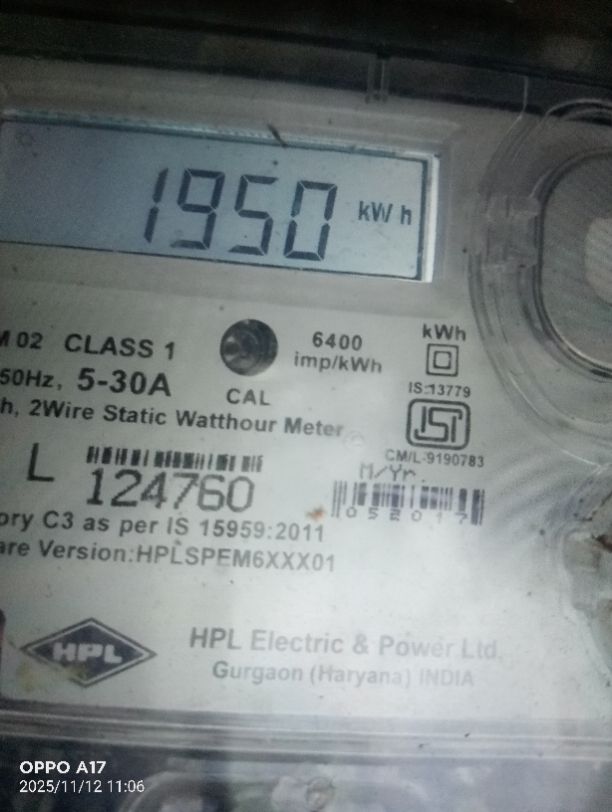 1950 kWh
M 02 CLASS 1
6400
imp/kWh
kWh
50Hz, 5-30A
CAL
IS:13779
h, 2Wire Static Watthour Meter
ISI
CM/L-9190783
L 124760
M/Yr.
052017
ory C3 as per IS 15959:2011
are Version:HPLSPEM6XXX01
HPL
HPL Electric & Power Ltd.
Gurgaon (Haryana) INDIA
OPPO A17
2025/11/12 11:06